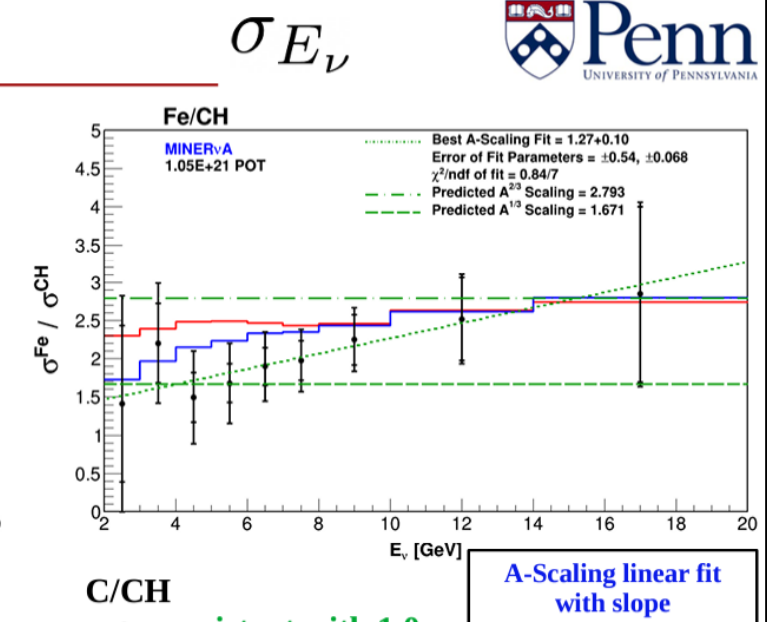 σ Eν
Penn
UNIVERSITY of PENNSYLVANIA
Fe/CH
MINERνA
1.05E+21 POT
Best A-Scaling Fit = 1.27+0.10
Error of Fit Parameters = ±0.54, ±0.068
χ²/ndf of fit = 0.84/7
Predicted A^2/3 Scaling = 2.793
Predicted A^1/3 Scaling = 1.671
σ^Fe / σ^CH
5
4.5
4
3.5
3
2.5
2
1.5
1
0.5
0
2 4 6 8 10 12 14 16 18 20
Eν [GeV]
C/CH
A-Scaling linear fit
with slope